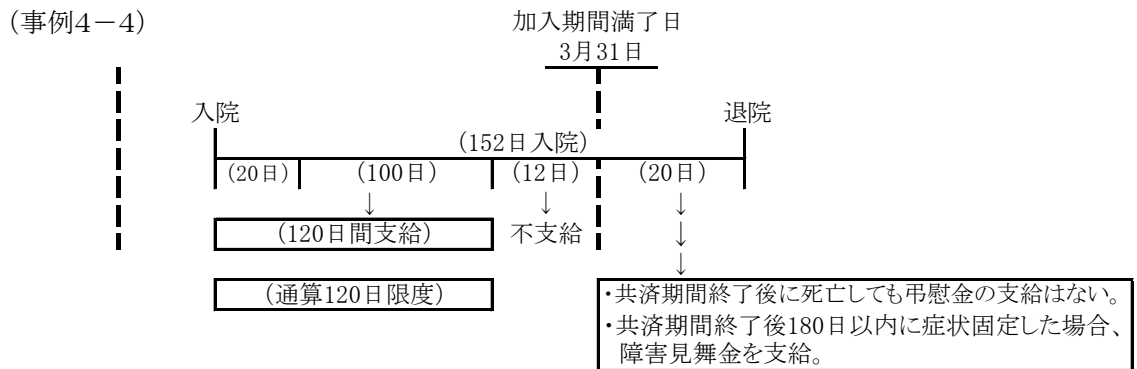 (事例4-4)
加入期間満了日
3月31日
入院
退院
(152日入院)
(20日)
(100日)
(12日)
(20日)
↓
↓
↓
(120日間支給)
不支給
↓
↓
(通算120日限度)
・共済期間終了後に死亡しても弔慰金の支給はない。
・共済期間終了後180日以内に症状固定した場合、
障害見舞金を支給。